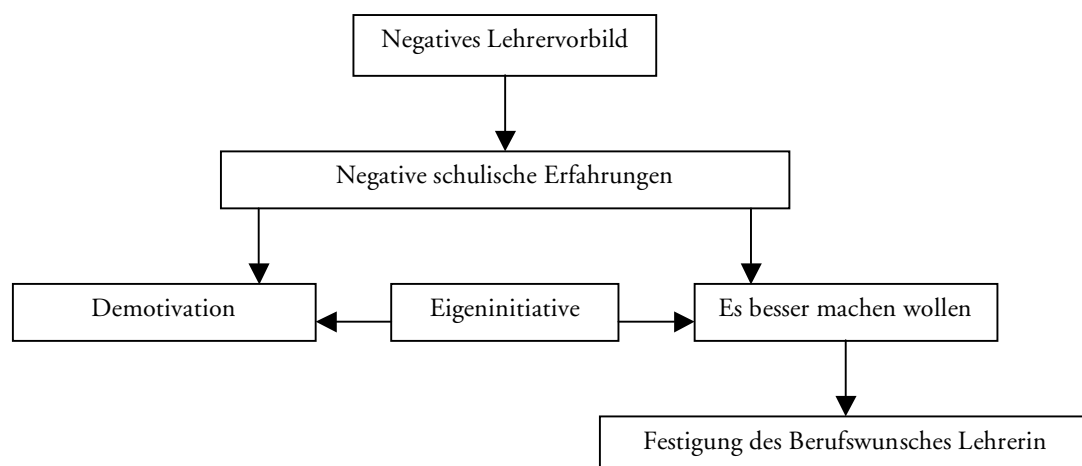 Negatives Lehrervorbild
Negative schulische Erfahrungen
Demotivation
Eigeninitiative
Es besser machen wollen
Festigung des Berufswunsches Lehrerin